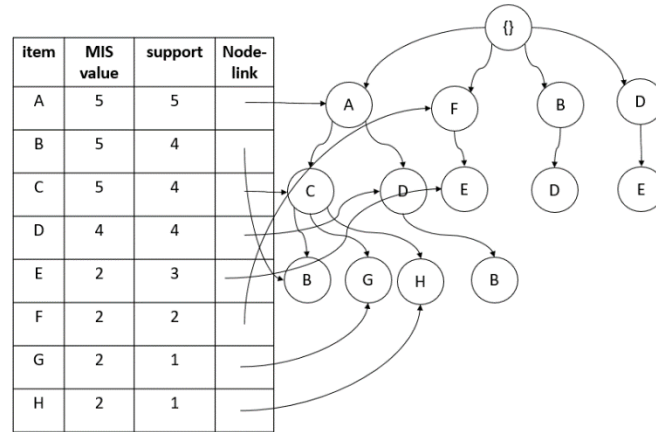 item MIS value support Node-link
A 5 5
B 5 4
C 5 4
D 4 4
E 2 3
F 2 2
G 2 1
H 2 1
{}
A F B D
C D E D E
B G H B